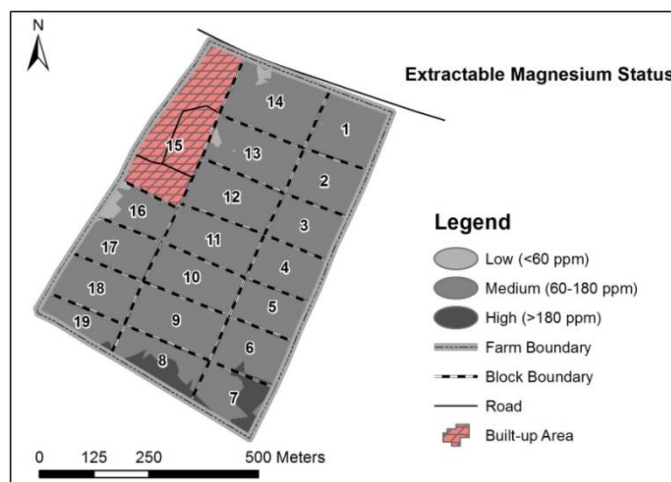 N
Extractable Magnesium Status
14
1
15
13
2
12
16
3
11
17
4
10
18
5
9
19
6
8
7
Legend
Low (<60 ppm)
Medium (60-180 ppm)
High (>180 ppm)
Farm Boundary
Block Boundary
Road
Built-up Area
0 125 250 500 Meters